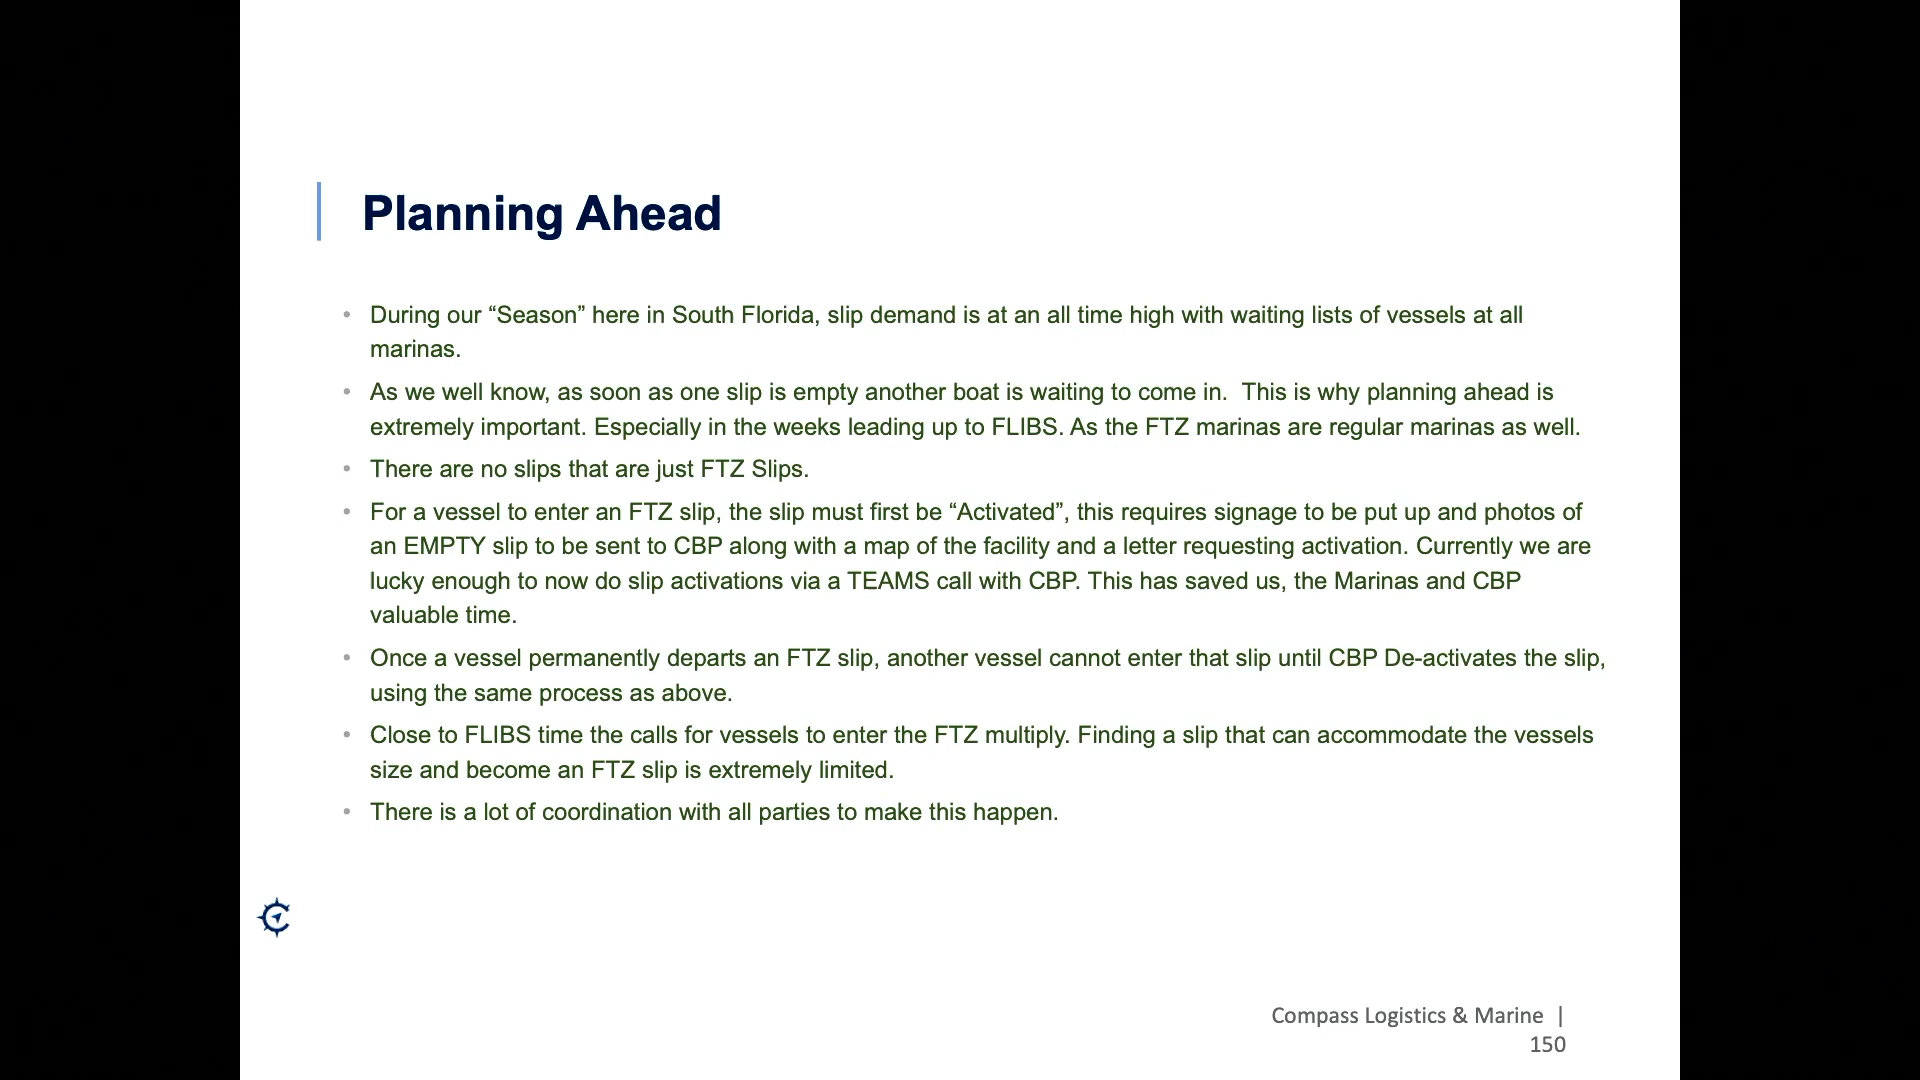 Planning Ahead
• During our “Season” here in South Florida, slip demand is at an all time high with waiting lists of vessels at all
marinas.
• As we well know, as soon as one slip is empty another boat is waiting to come in.  This is why planning ahead is
extremely important. Especially in the weeks leading up to FLIBS. As the FTZ marinas are regular marinas as well.
• There are no slips that are just FTZ Slips.
• For a vessel to enter an FTZ slip, the slip must first be “Activated”, this requires signage to be put up and photos of
an EMPTY slip to be sent to CBP along with a map of the facility and a letter requesting activation. Currently we are
lucky enough to now do slip activations via a TEAMS call with CBP. This has saved us, the Marinas and CBP
valuable time.
• Once a vessel permanently departs an FTZ slip, another vessel cannot enter that slip until CBP De-activates the slip,
using the same process as above.
• Close to FLIBS time the calls for vessels to enter the FTZ multiply. Finding a slip that can accommodate the vessels
size and become an FTZ slip is extremely limited.
• There is a lot of coordination with all parties to make this happen.
Compass Logistics & Marine |
150